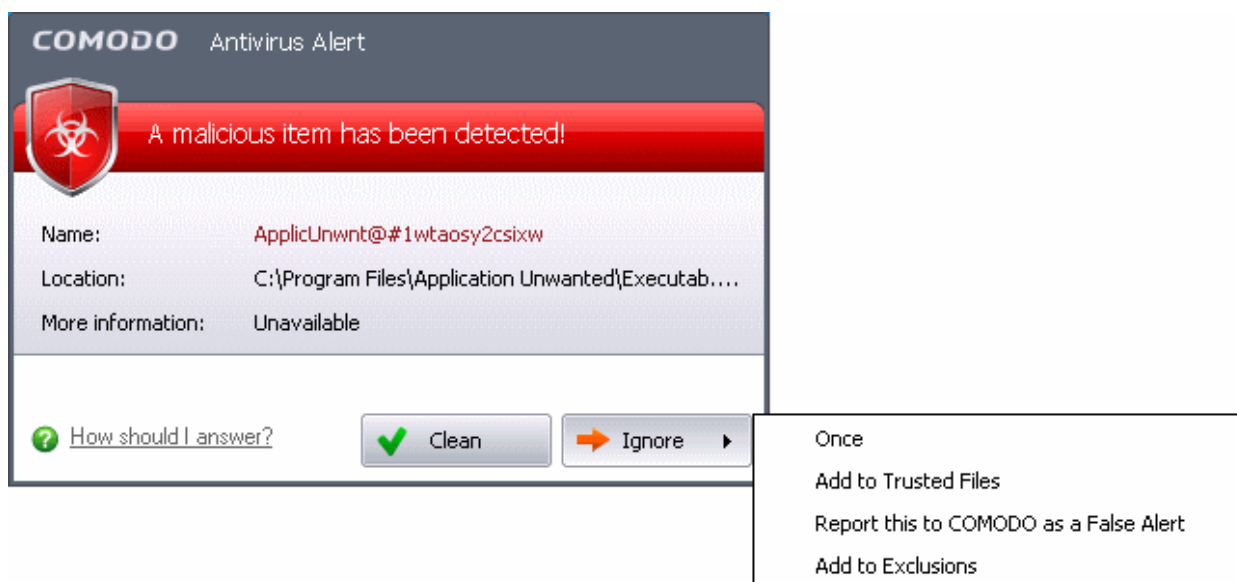 COMODO Antivirus Alert
A malicious item has been detected!
Name: ApplicUnwnt@#1wtaosy2csixw
Location: C:\Program Files\Application Unwanted\Executab....
More information: Unavailable
How should I answer? Clean Ignore
Once
Add to Trusted Files
Report this to COMODO as a False Alert
Add to Exclusions